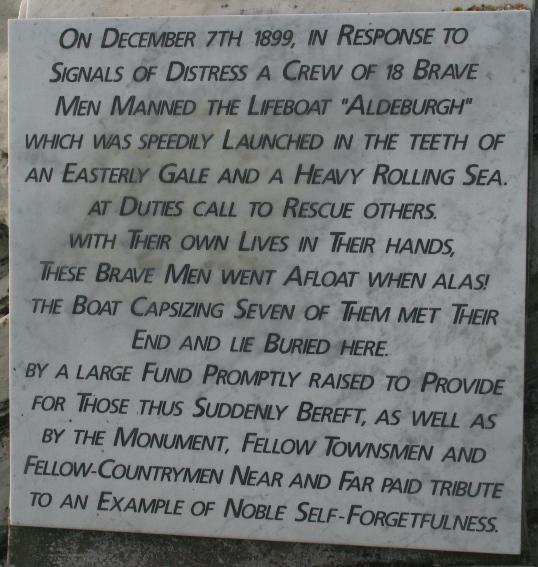 On December 7th 1899, in Response to
Signals of Distress a Crew of 18 Brave
Men Manned the Lifeboat "Aldeburgh"
which was speedily Launched in the teeth of
an Easterly Gale and a Heavy Rolling Sea.
at Duties call to Rescue others.
with Their own Lives in Their hands,
These Brave Men went Afloat when alas!
the Boat Capsizing Seven of Them met Their
End and lie Buried here.
by a large Fund Promptly raised to Provide
for Those thus Suddenly Bereft, as well as
by the Monument, Fellow Townsmen and
Fellow-Countrymen Near and Far paid tribute
to an Example of Noble Self-Forgetfulness.